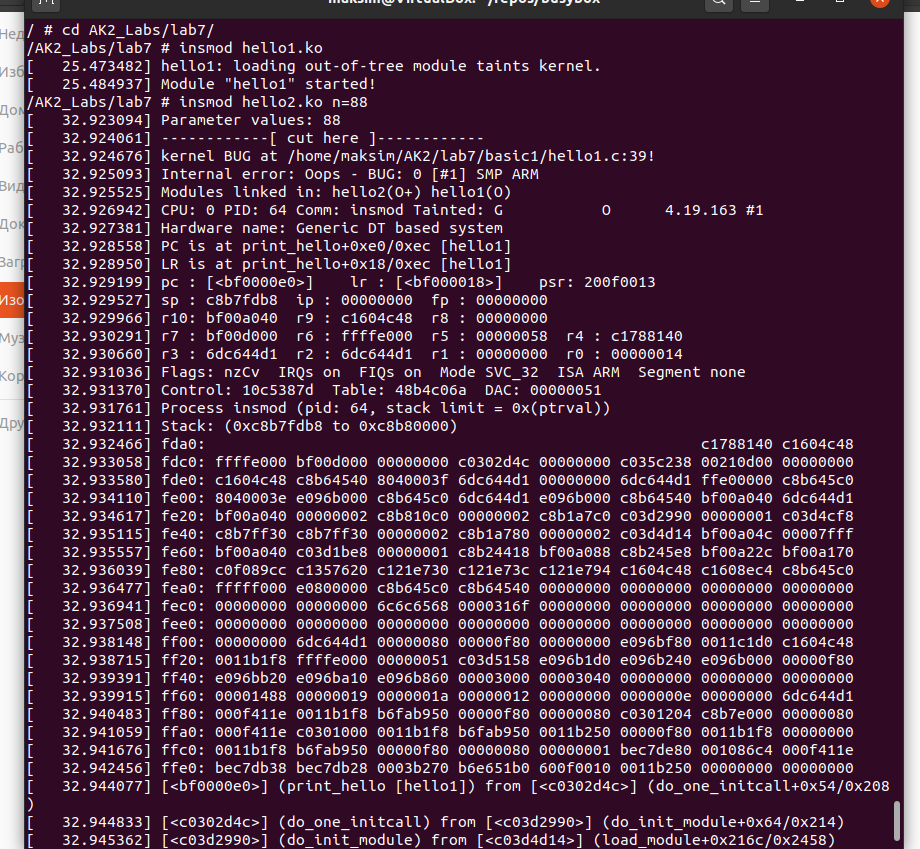 maksim@VirtualBox: ~/repos/busybox
/ # cd AK2_Labs/lab7/
/AK2_Labs/lab7 # insmod hello1.ko
[   25.473482] hello1: loading out-of-tree module taints kernel.
[   25.484937] Module "hello1" started!
/AK2_Labs/lab7 # insmod hello2.ko n=88
[   32.923094] Parameter values: 88
[   32.924061] ------------[ cut here ]------------
[   32.924676] kernel BUG at /home/maksim/AK2/lab7/basic1/hello1.c:39!
[   32.925093] Internal error: Oops - BUG: 0 [#1] SMP ARM
[   32.925525] Modules linked in: hello2(O+) hello1(O)
[   32.926942] CPU: 0 PID: 64 Comm: insmod Tainted: G           O      4.19.163 #1
[   32.927381] Hardware name: Generic DT based system
[   32.928558] PC is at print_hello+0xe0/0xec [hello1]
[   32.928950] LR is at print_hello+0x18/0xec [hello1]
[   32.929199] pc : [<bf0000e0>]    lr : [<bf000018>]    psr: 200f0013
[   32.929527] sp : c8b7fdb8  ip : 00000000  fp : 00000000
[   32.929966] r10: bf00a040  r9 : c1604c48  r8 : 00000000
[   32.930291] r7 : bf00d000  r6 : ffffe000  r5 : 00000058  r4 : c1788140
[   32.930660] r3 : 6dc644d1  r2 : 6dc644d1  r1 : 00000000  r0 : 00000014
[   32.931036] Flags: nzCv  IRQs on  FIQs on  Mode SVC_32  ISA ARM  Segment none
[   32.931370] Control: 10c5387d  Table: 48b4c06a  DAC: 00000051
[   32.931761] Process insmod (pid: 64, stack limit = 0x(ptrval))
[   32.932111] Stack: (0xc8b7fdb8 to 0xc8b80000)
[   32.932466] fda0:                                                       c1788140 c1604c48
[   32.933058] fdc0: ffffe000 bf00d000 00000000 c0302d4c 00000000 c035c238 00210d00 00000000
[   32.933580] fde0: c1604c48 c8b64540 8040003f 6dc644d1 00000000 6dc644d1 ffe00000 c8b645c0
[   32.934110] fe00: 8040003e e096b000 c8b645c0 6dc644d1 e096b000 c8b64540 bf00a040 6dc644d1
[   32.934617] fe20: bf00a040 00000002 c8b810c0 00000002 c8b1a7c0 c03d2990 00000001 c03d4cf8
[   32.935115] fe40: c8b7ff30 c8b7ff30 00000002 c8b1a780 00000002 c03d4d14 bf00a04c 00007fff
[   32.935557] fe60: bf00a040 c03d1be8 00000001 c8b24418 bf00a088 c8b245e8 bf00a22c bf00a170
[   32.936039] fe80: c0f089cc c1357620 c121e730 c121e73c c121e794 c1604c48 c1608ec4 c8b645c0
[   32.936477] fea0: fffff000 e0800000 c8b645c0 c8b64540 00000000 00000000 00000000 00000000
[   32.936941] fec0: 00000000 00000000 6c6c6568 0000316f 00000000 00000000 00000000 00000000
[   32.937508] fee0: 00000000 00000000 00000000 00000000 00000000 00000000 00000000 00000000
[   32.938148] ff00: 00000000 6dc644d1 00000080 00000f80 00000000 e096bf80 0011c1d0 c1604c48
[   32.938715] ff20: 0011b1f8 ffffe000 00000051 c03d5158 e096b1d0 e096b240 e096b000 00000f80
[   32.939391] ff40: e096bb20 e096ba10 e096b860 00003000 00003040 00000000 00000000 00000000
[   32.939915] ff60: 00001488 00000019 0000001a 00000012 00000000 0000000e 00000000 6dc644d1
[   32.940483] ff80: 000f411e 0011b1f8 b6fab950 00000f80 00000080 c0301204 c8b7e000 00000080
[   32.941059] ffa0: 000f411e c0301000 0011b1f8 b6fab950 0011b250 00000f80 0011b1f8 00000000
[   32.941676] ffc0: 0011b1f8 b6fab950 00000f80 00000080 00000001 bec7de80 001086c4 000f411e
[   32.942456] ffe0: bec7db38 bec7db28 0003b270 b6e651b0 600f0010 0011b250 00000000 00000000
[   32.944077] [<bf0000e0>] (print_hello [hello1]) from [<c0302d4c>] (do_one_initcall+0x54/0x208
)
[   32.944833] [<c0302d4c>] (do_one_initcall) from [<c03d2990>] (do_init_module+0x64/0x214)
[   32.945362] [<c03d2990>] (do_init_module) from [<c03d4d14>] (load_module+0x216c/0x2458)